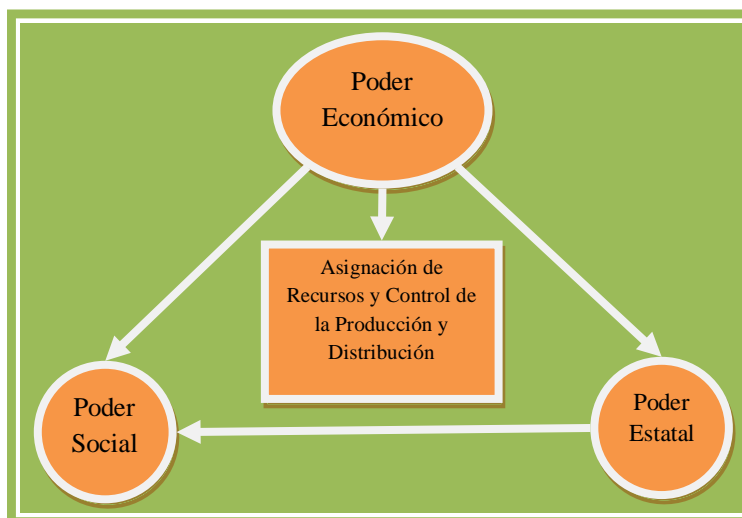 Poder
Económico
Asignación de
Recursos y Control de
la Producción y
Distribución
Poder
Social
Poder
Estatal